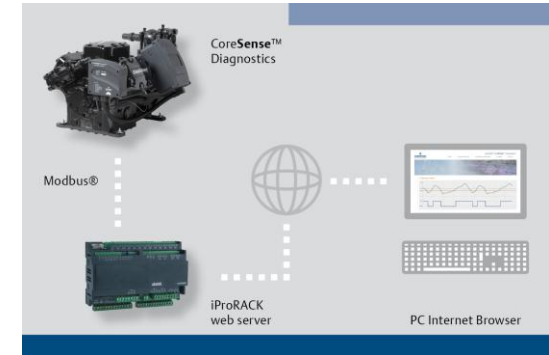 CoreSense™
Diagnostics
Modbus®
iProRACK
web server
PC Internet Browser